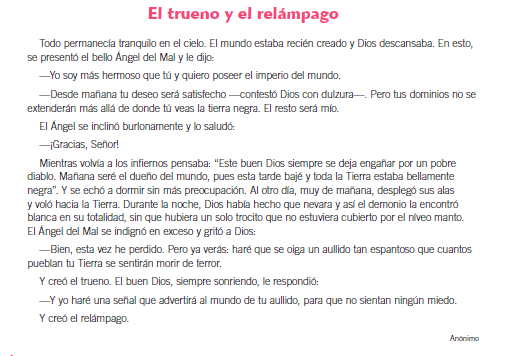 El trueno y el relámpago
Todo permanecía tranquilo en el cielo. El mundo estaba recién creado y Dios descansaba. En esto,
se presentó el bello Ángel del Mal y le dijo:
—Yo soy más hermoso que tú y quiero poseer el imperio del mundo.
—Desde mañana tu deseo será satisfecho —contestó Dios con dulzura—. Pero tus dominios no se
extenderán más allá de donde tú veas la tierra negra. El resto será mío.
El Ángel se inclinó burlonamente y lo saludó:
—¡Gracias, Señor!
Mientras volvía a los infiernos pensaba: “Este buen Dios siempre se deja engañar por un pobre
diablo. Mañana seré el dueño del mundo, pues esta tarde bajé y toda la Tierra estaba bellamente
negra”. Y se echó a dormir sin más preocupación. Al otro día, muy de mañana, desplegó sus alas
y voló hacia la Tierra. Durante la noche, Dios había hecho que nevara y así el demonio la encontró
blanca en su totalidad, sin que hubiera un solo trocito que no estuviera cubierto por el níveo manto.
El Ángel del Mal se indignó en exceso y gritó a Dios:
—Bien, esta vez he perdido. Pero ya verás: haré que se oiga un aullido tan espantoso que cuantos
pueblan tu Tierra se sentirán morir de terror.
Y creó el trueno. El buen Dios, siempre sonriendo, le respondió:
—Y yo haré una señal que advertirá al mundo de tu aullido, para que no sientan ningún miedo.
Y creó el relámpago.
Anónimo